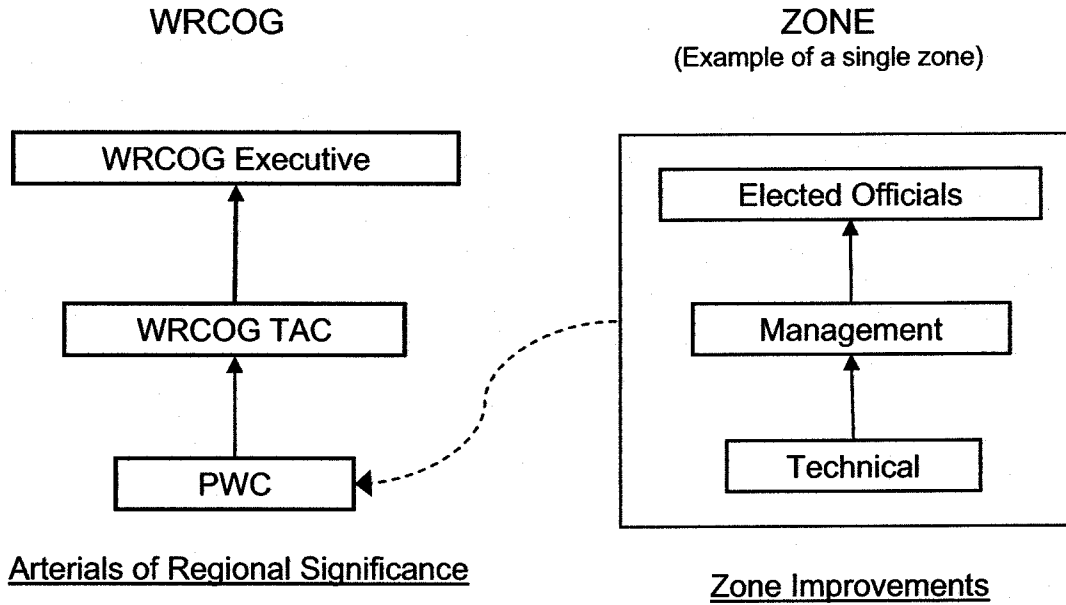 WRCOG
WRCOG Executive
WRCOG TAC
PWC
Arterials of Regional Significance
ZONE
(Example of a single zone)
Elected Officials
Management
Technical
Zone Improvements